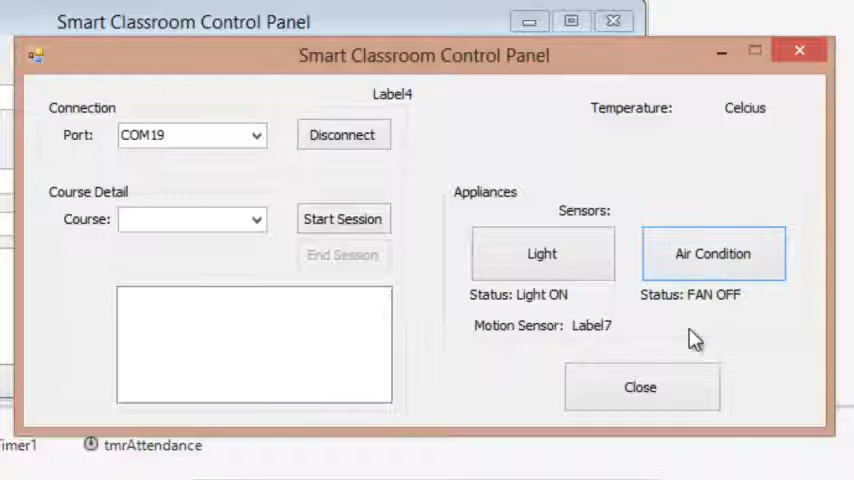 Smart Classroom Control Panel
Smart Classroom Control Panel
Label4
Connection
Temperature: Celcius
Port: COM19 Disconnect
Course Detail
Appliances
Sensors:
Course: Start Session
End Session
Light Air Condition
Status: Light ON Status: FAN OFF
Motion Sensor: Label7
Close
Timer1 tmrAttendance